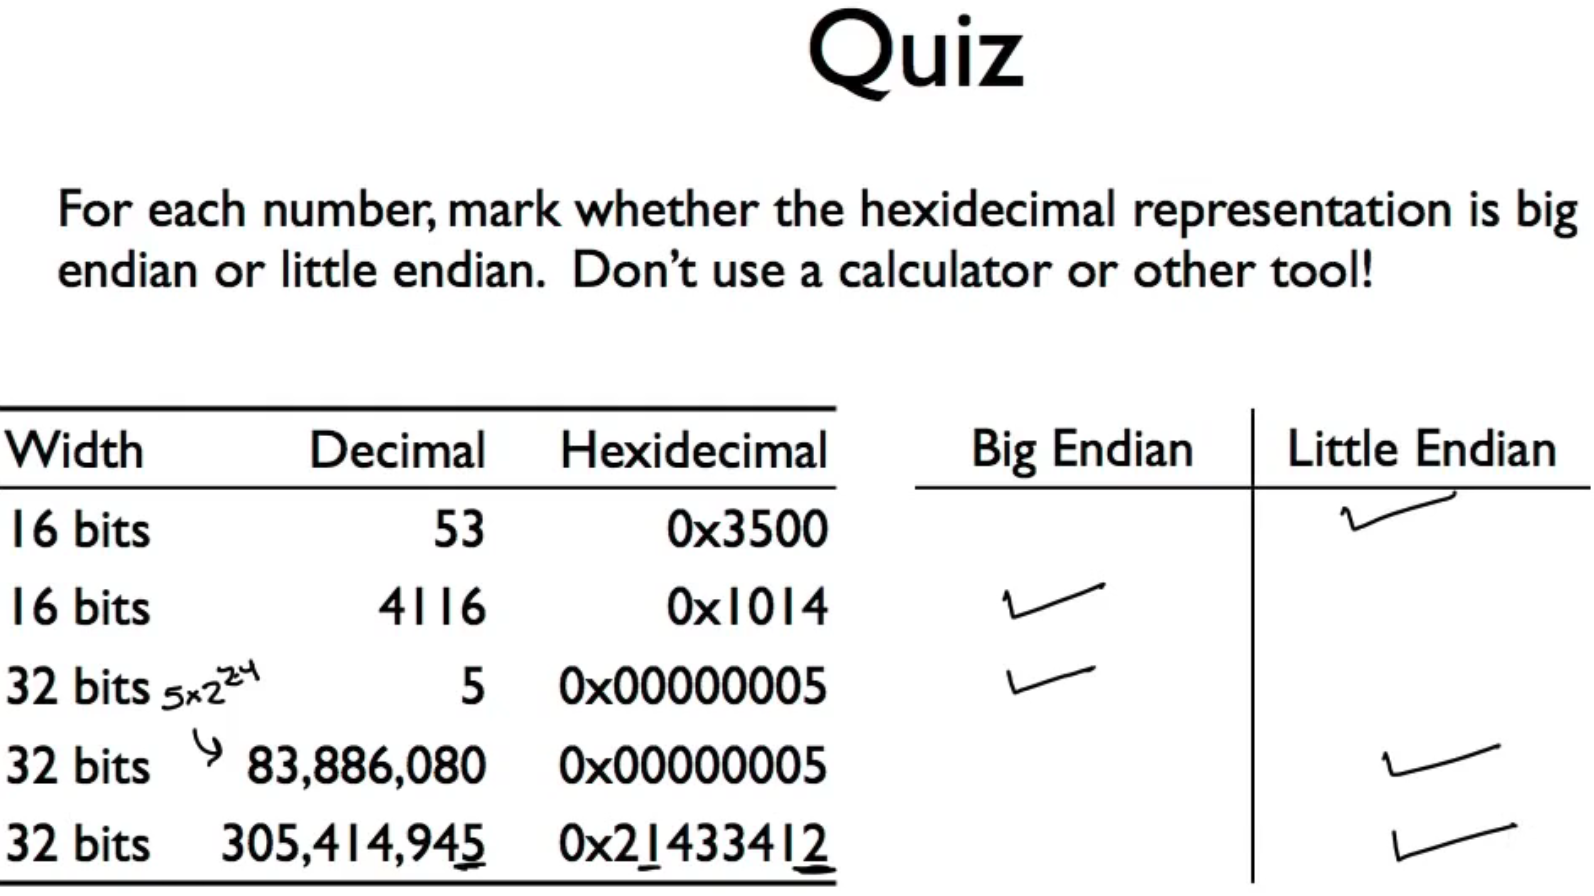 Quiz
For each number, mark whether the hexidecimal representation is big
endian or little endian. Don't use a calculator or other tool!
Width Decimal Hexidecimal Big Endian Little Endian
16 bits 53 0x3500 ✓
16 bits 4116 0x1014 ✓
32 bits 5×2²⁴ 5 0x00000005 ✓
32 bits ↳ 83,886,080 0x00000005 ✓
32 bits 305,414,945 0x21433412 ✓